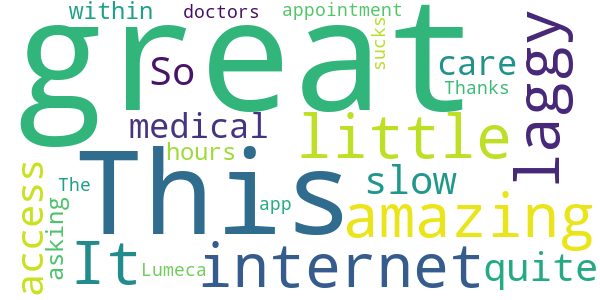 within
doctors
appointment
great
sucks
laggy
So
care
Thanks
medical
little
hours
This
slow
access
asking
The
app
amazing
It
internet
quite
Lumeca